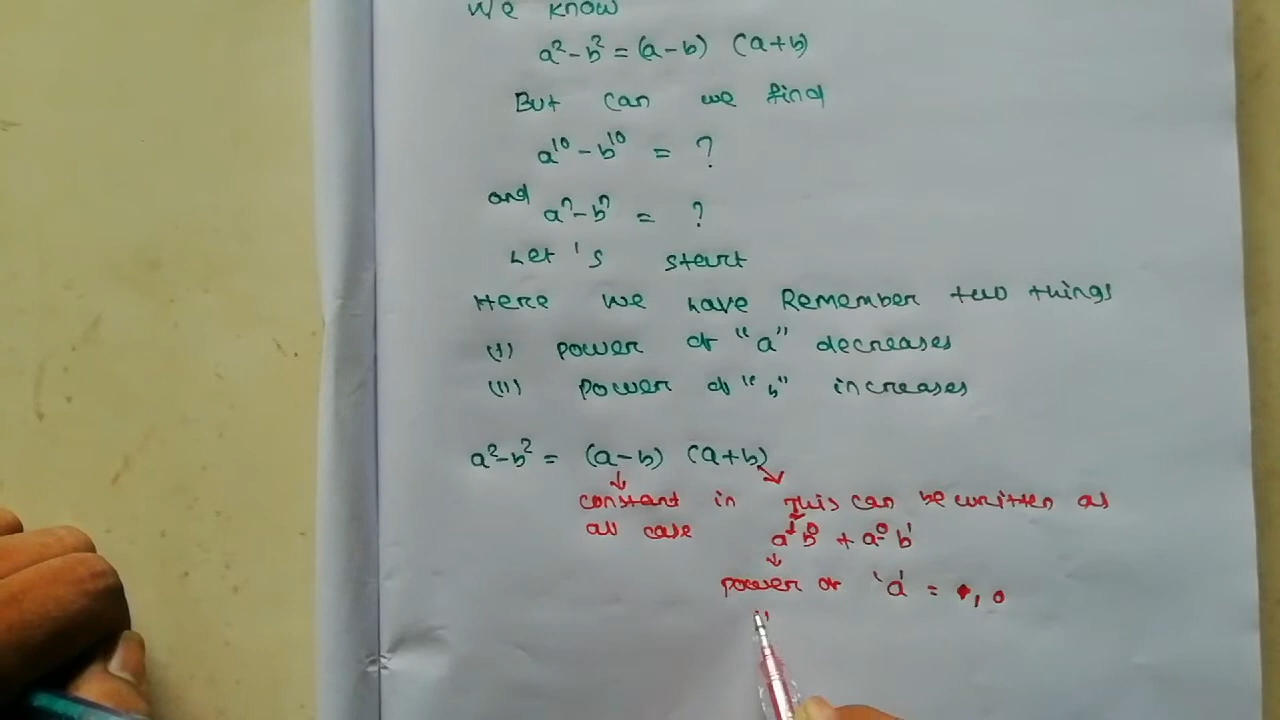 We know
a² - b² = (a - b) (a + b)
But can we find
a¹⁰ - b¹⁰ = ?
and aⁿ - bⁿ = ?
Let's start
Here we have Remember two things
(I) power of "a" decreases
(II) power of "b" increases
a² - b² = (a - b) (a + b)
constant in all case
This can be written as
a¹b⁰ + a⁰b¹
power of 'a' = , 0
"